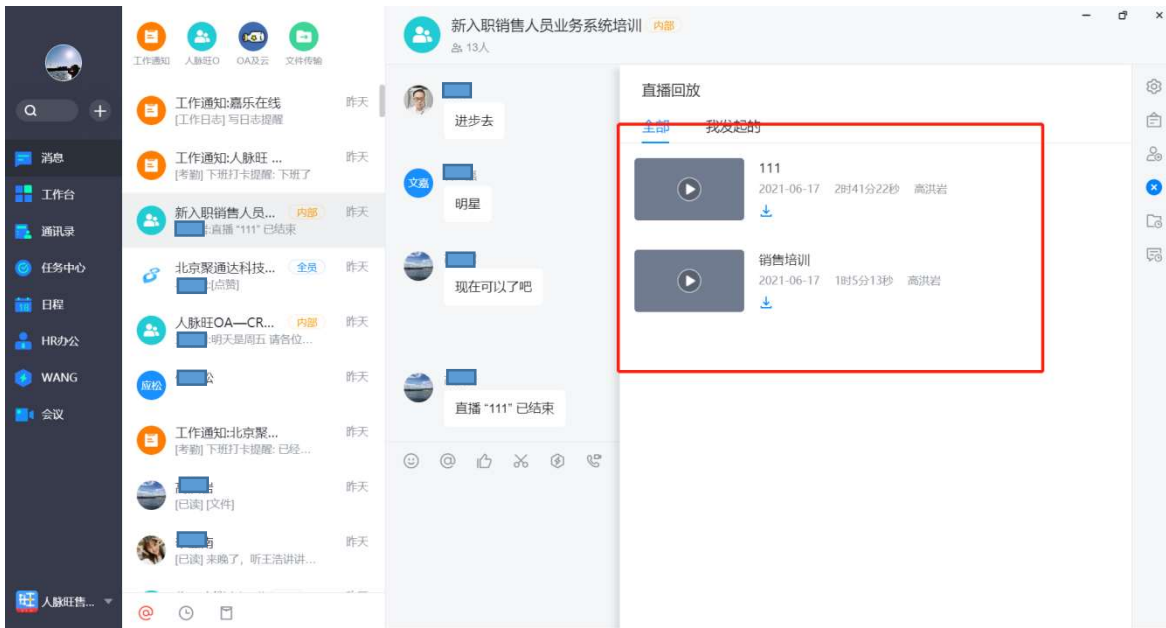 消息
工作台
通讯录
任务中心
日程
HR办公
WANG
会议
人脉旺售...
工作通知
人脉旺O
OA及云
文件传输
工作通知:嘉乐在线
昨天
[工作日志] 写日志提醒
工作通知:人脉旺 ...
昨天
[考勤] 下班打卡提醒: 下班了
新入职销售人员...
内部
昨天
:直播 “111” 已结束
北京聚通达科技...
全员
昨天
:[点赞]
人脉旺OA—CR...
内部
昨天
:明天是周五 请各位...
应松
昨天
工作通知:北京聚...
昨天
[考勤] 下班打卡提醒: 已经...
昨天
[已读] [文件]
南
昨天
[已读] 来晚了，听王浩讲讲...
新入职销售人员业务系统培训
内部
13人
进步去
文嘉
明星
现在可以了吧
直播 “111” 已结束
直播回放
全部
我发起的
111
2021-06-17 2时41分22秒 高洪岩
销售培训
2021-06-17 1时5分13秒 高洪岩